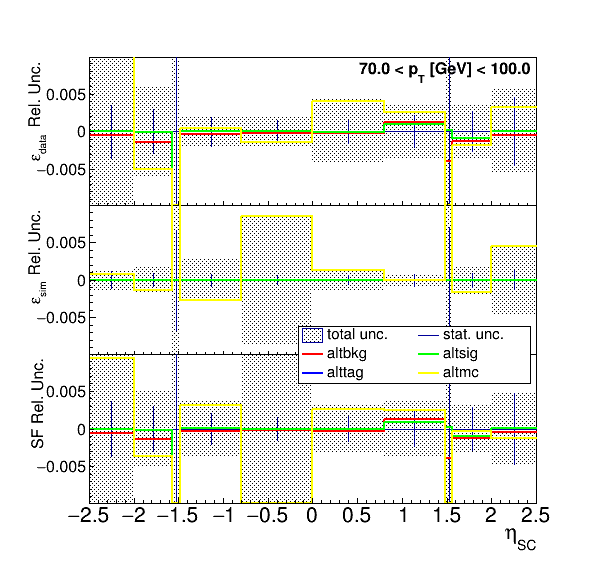 70.0 < p_T [GeV] < 100.0
ε_data Rel. Unc.
0.005
0
−0.005
ε_sim Rel. Unc.
0.005
0
−0.005
total unc. stat. unc.
altbkg altsig
alttag altmc
SF Rel. Unc.
0.005
0
−0.005
−2.5 −2 −1.5 −1 −0.5 0 0.5 1 1.5 2 2.5
η_SC